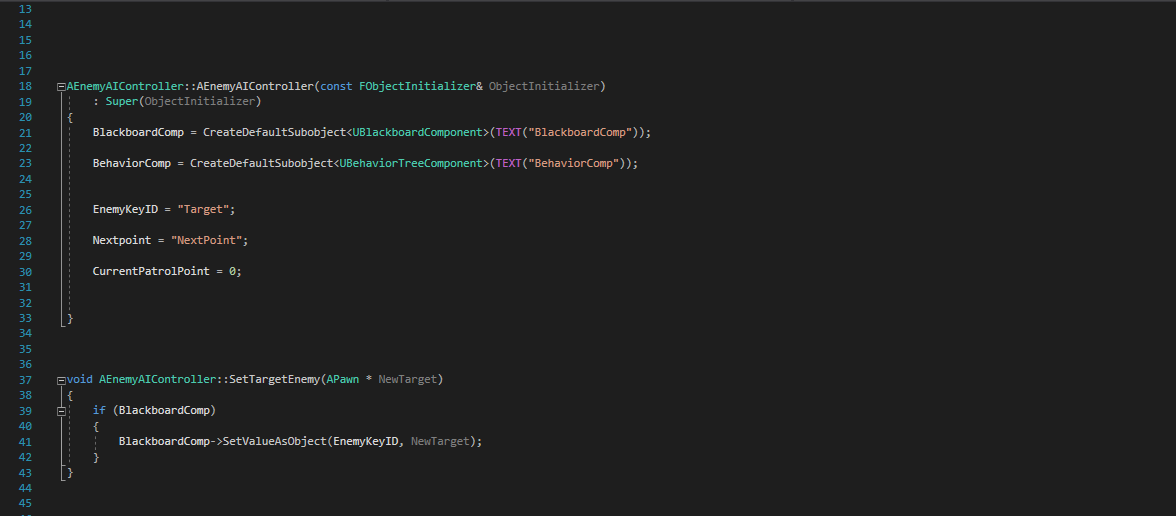 13
14
15
16
17
18 AEnemyAIController::AEnemyAIController(const FObjectInitializer& ObjectInitializer)
19 : Super(ObjectInitializer)
20 {
21 BlackboardComp = CreateDefaultSubobject<UBlackboardComponent>(TEXT("BlackboardComp"));
22
23 BehaviorComp = CreateDefaultSubobject<UBehaviorTreeComponent>(TEXT("BehaviorComp"));
24
25
26 EnemyKeyID = "Target";
27
28 Nextpoint = "NextPoint";
29
30 CurrentPatrolPoint = 0;
31
32
33 }
34
35
36
37 void AEnemyAIController::SetTargetEnemy(APawn * NewTarget)
38 {
39 if (BlackboardComp)
40 {
41 BlackboardComp->SetValueAsObject(EnemyKeyID, NewTarget);
42 }
43 }
44
45